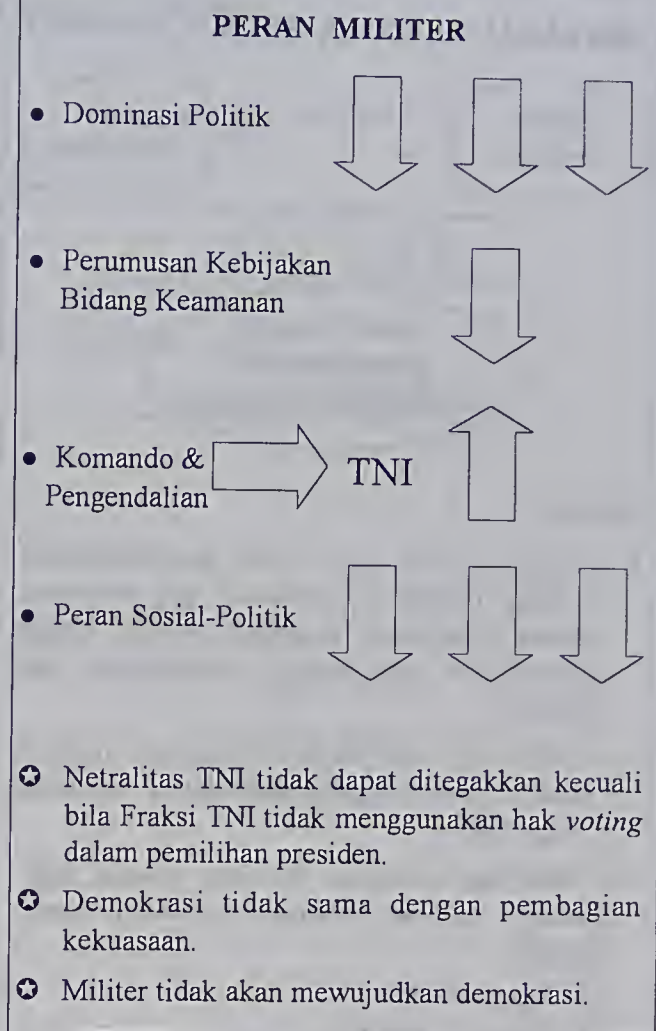 PERAN MILITER
● Dominasi Politik
● Perumusan Kebijakan
Bidang Keamanan
● Komando &
Pengendalian
TNI
● Peran Sosial-Politik
✪ Netralitas TNI tidak dapat ditegakkan kecuali
bila Fraksi TNI tidak menggunakan hak voting
dalam pemilihan presiden.
✪ Demokrasi tidak sama dengan pembagian
kekuasaan.
✪ Militer tidak akan mewujudkan demokrasi.